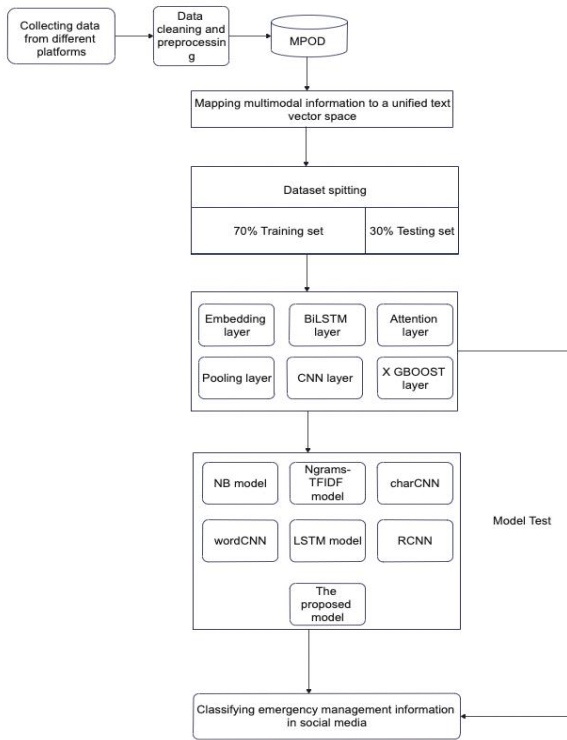 Collecting data
from different
platforms
Data
cleaning and
preprocessin
g
MPOD
Mapping multimodal information to a unified text
vector space
Dataset spitting
70% Training set
30% Testing set
Embedding
layer
BiLSTM
layer
Attention
layer
Pooling layer
CNN layer
X GBOOST
layer
NB model
Ngrams-
TFIDF
model
charCNN
wordCNN
LSTM model
RCNN
The
proposed
model
Model Test
Classifying emergency management information
in social media